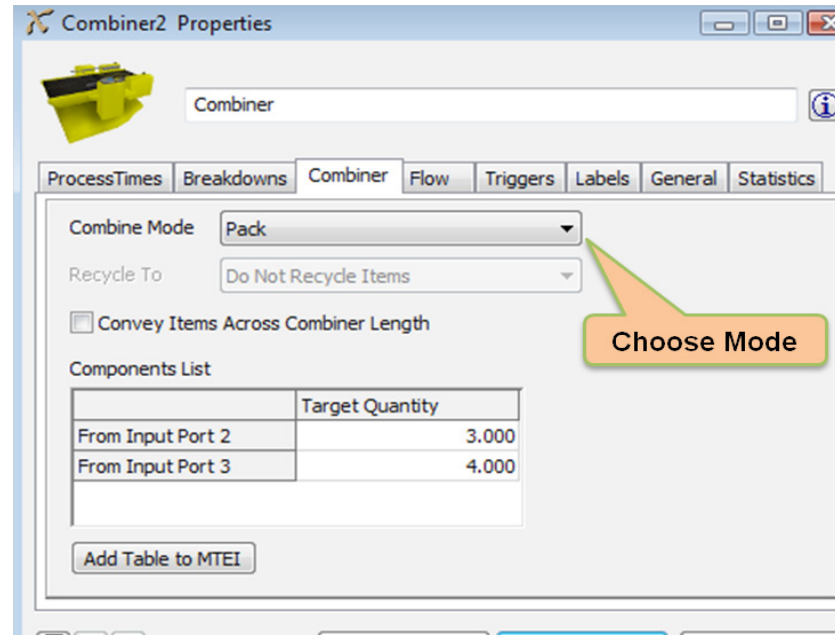 Combiner2 Properties
Combiner
ProcessTimes Breakdowns Combiner Flow Triggers Labels General Statistics
Combine Mode Pack
Recycle To Do Not Recycle Items
Convey Items Across Combiner Length
Choose Mode
Components List
Target Quantity
From Input Port 2 3.000
From Input Port 3 4.000
Add Table to MTEI